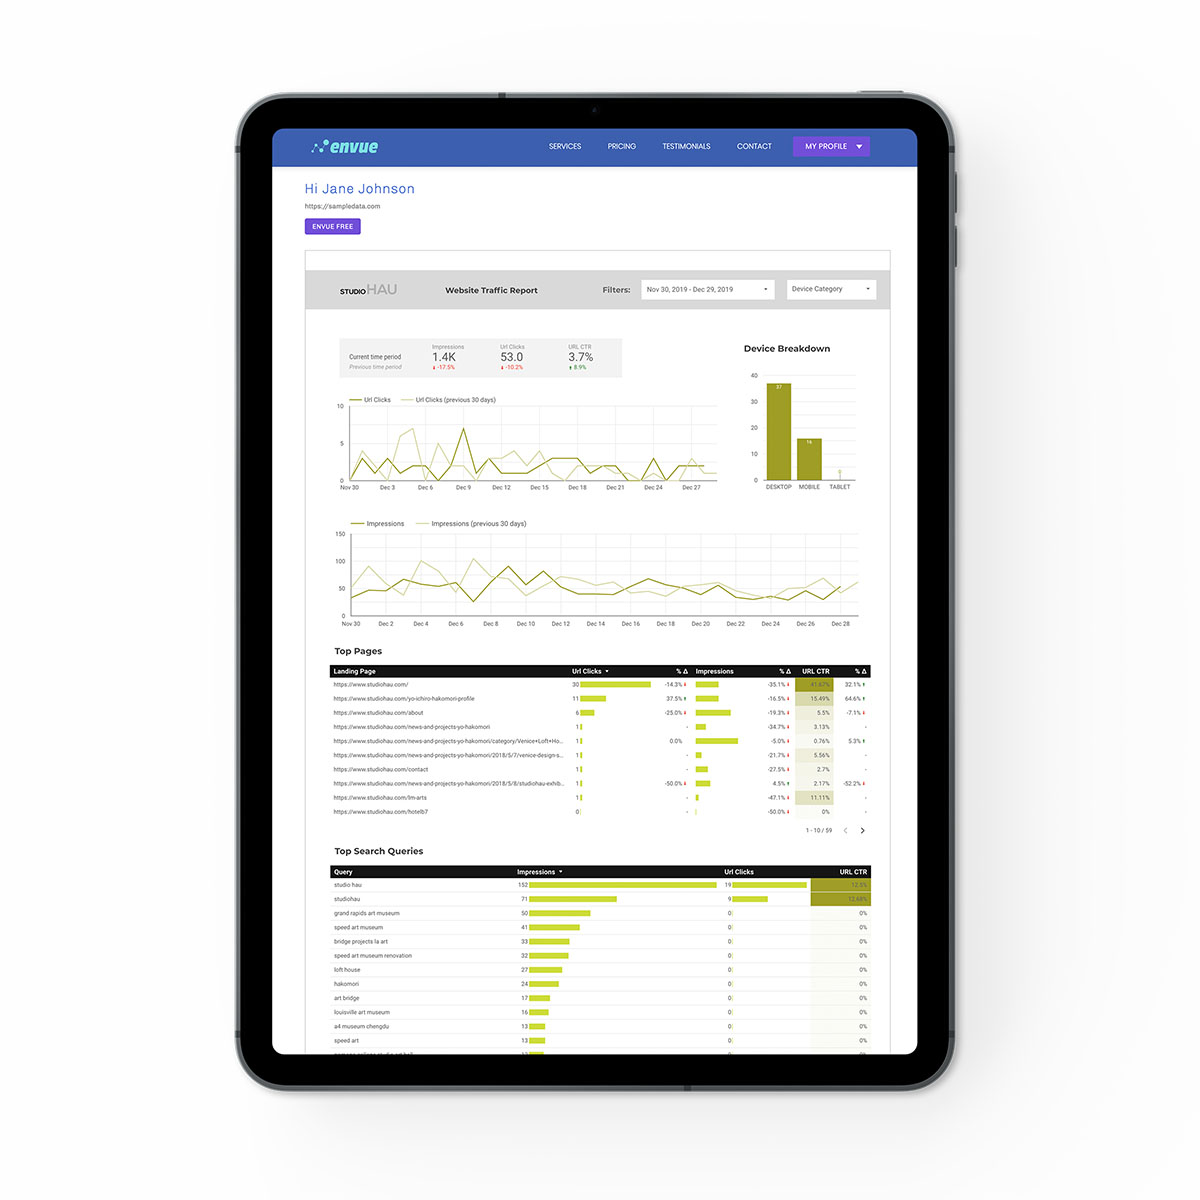 envue SERVICES PRICING TESTIMONIALS CONTACT MY PROFILE
Hi Jane Johnson
https://sampledata.com
ENVUE FREE
STUDIO HAU Website Traffic Report Filters: Nov 30, 2019 - Dec 29, 2019 Device Category
Impressions Url Clicks URL CTR
Current time period 1.4K 53.0 3.7%
Previous time period -17.5% -10.2% 8.9%
Device Breakdown
40
30
20
10
0
37
16
0
DESKTOP MOBILE TABLET
Url Clicks Url Clicks (previous 30 days)
10
5
0
Nov 30 Dec 3 Dec 6 Dec 9 Dec 12 Dec 15 Dec 18 Dec 21 Dec 24 Dec 27
Impressions Impressions (previous 30 days)
150
100
50
0
Nov 30 Dec 2 Dec 4 Dec 6 Dec 8 Dec 10 Dec 12 Dec 14 Dec 16 Dec 18 Dec 20 Dec 22 Dec 24 Dec 26 Dec 28
Top Pages
Landing Page Url Clicks % Δ Impressions % Δ URL CTR % Δ
https://www.studiohau.com/ 30 -14.3% -35.1% 41.67% 32.1%
https://www.studiohau.com/yo-ichiro-hakomori-profile 11 37.5% -16.5% 15.49% 64.6%
https://www.studiohau.com/about 6 -25.0% -19.3% 5.5% -7.1%
https://www.studiohau.com/news-and-projects-yo-hakomori 1 - -34.7% 3.13% -
https://www.studiohau.com/news-and-projects-yo-hakomori/category/Venice+Loft+Ho... 1 0.0% -5.0% 0.76% 5.3%
https://www.studiohau.com/news-and-projects-yo-hakomori/2018/5/7/venice-design-s... 1 - -21.7% 5.56% -
https://www.studiohau.com/contact 1 - -27.5% 2.7% -
https://www.studiohau.com/news-and-projects-yo-hakomori/2018/5/8/studiohau-exhib... 1 -50.0% 4.5% 2.17% -52.2%
https://www.studiohau.com/lm-arts 1 - -47.1% 11.11% -
https://www.studiohau.com/hotelb7 0 - -50.0% 0% -
1 - 10 / 59
Top Search Queries
Query Impressions Url Clicks URL CTR
studio hau 152 19 12.5%
studiohau 71 9 12.68%
grand rapids art museum 50 0 0%
speed art museum 41 0 0%
bridge projects la art 33 0 0%
speed art museum renovation 32 0 0%
loft house 27 0 0%
hakomori 24 0 0%
art bridge 17 0 0%
louisville art museum 16 0 0%
a4 museum chengdu 13 0 0%
speed art 13 0 0%